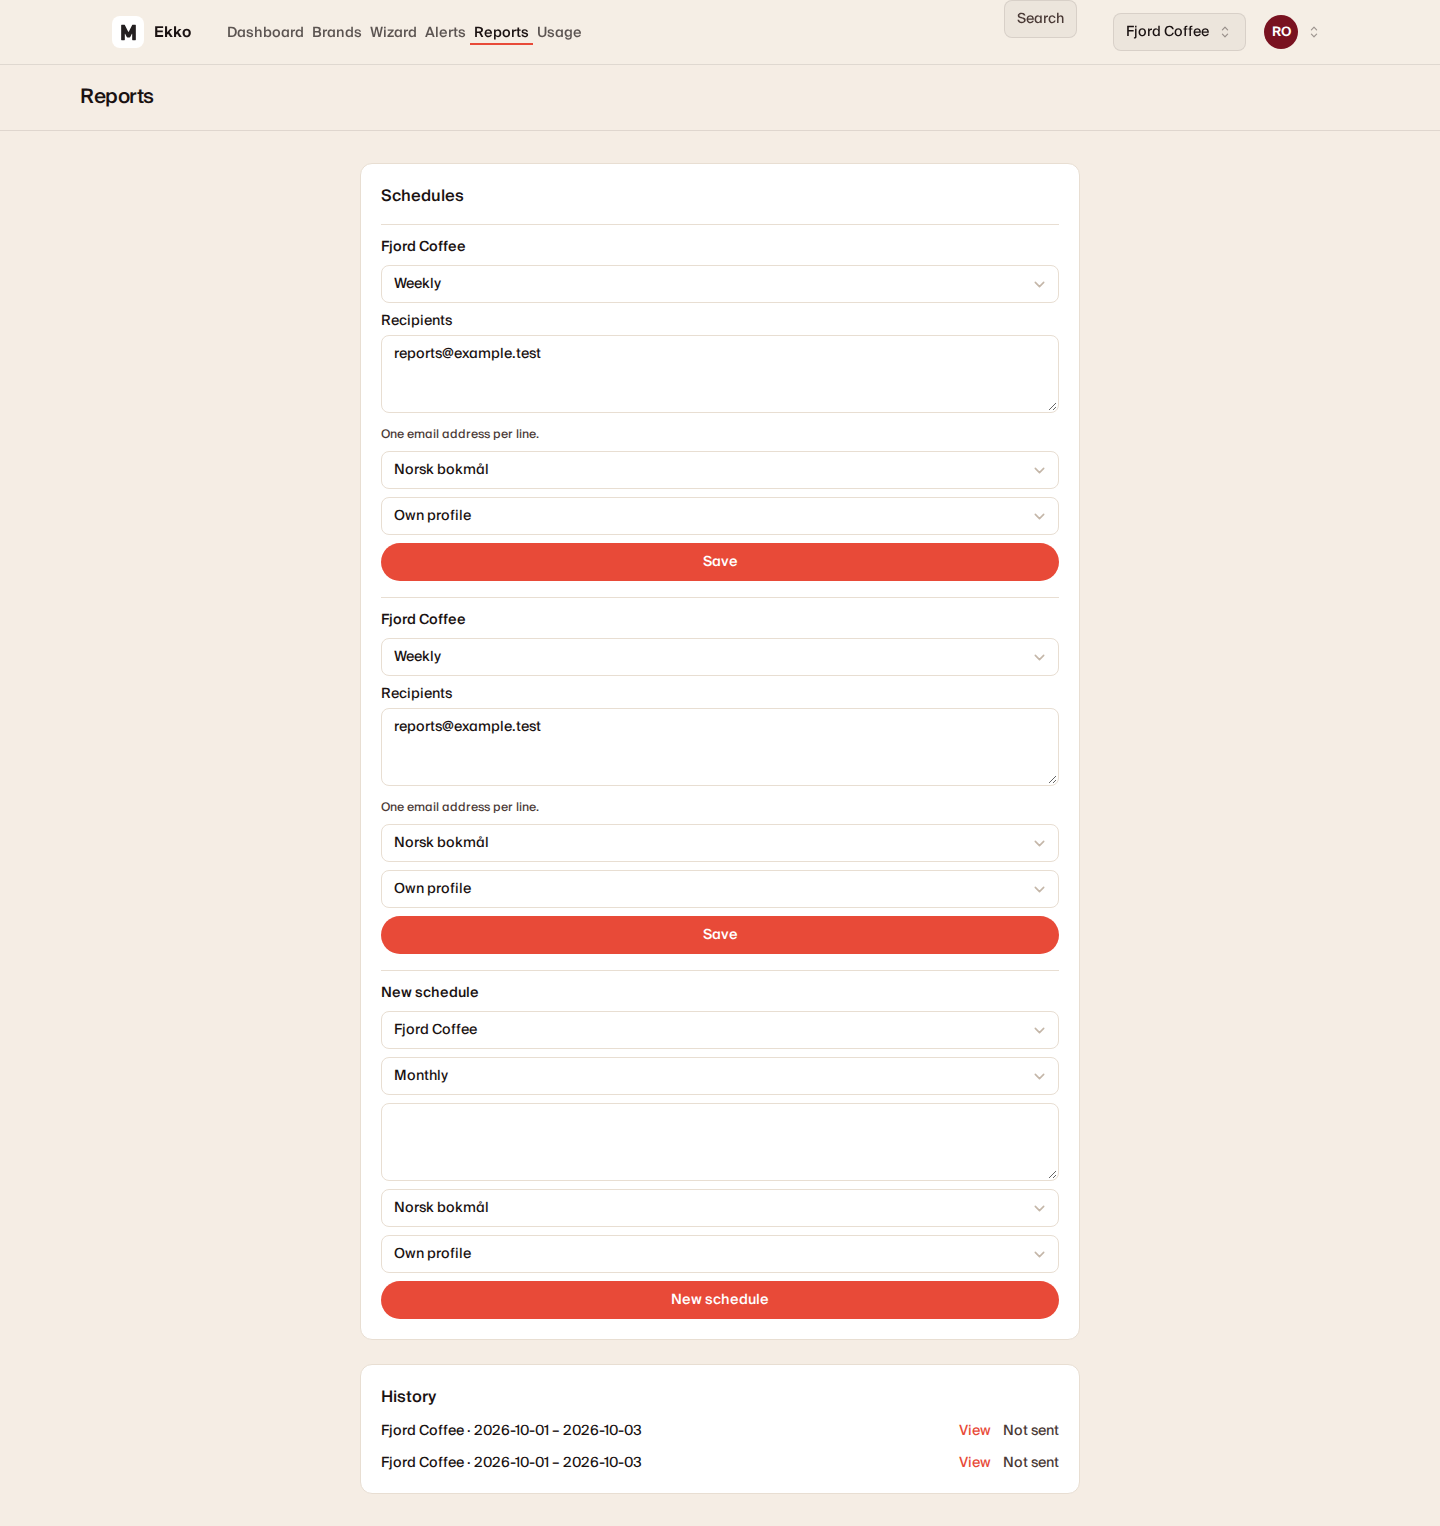 M Ekko Dashboard Brands Wizard Alerts Reports Usage Search Fjord Coffee RO
Reports
Schedules
Fjord Coffee
Weekly
Recipients
reports@example.test
One email address per line.
Norsk bokmål
Own profile
Save
Fjord Coffee
Weekly
Recipients
reports@example.test
One email address per line.
Norsk bokmål
Own profile
Save
New schedule
Fjord Coffee
Monthly
Norsk bokmål
Own profile
New schedule
History
Fjord Coffee · 2026-10-01 – 2026-10-03 View Not sent
Fjord Coffee · 2026-10-01 – 2026-10-03 View Not sent